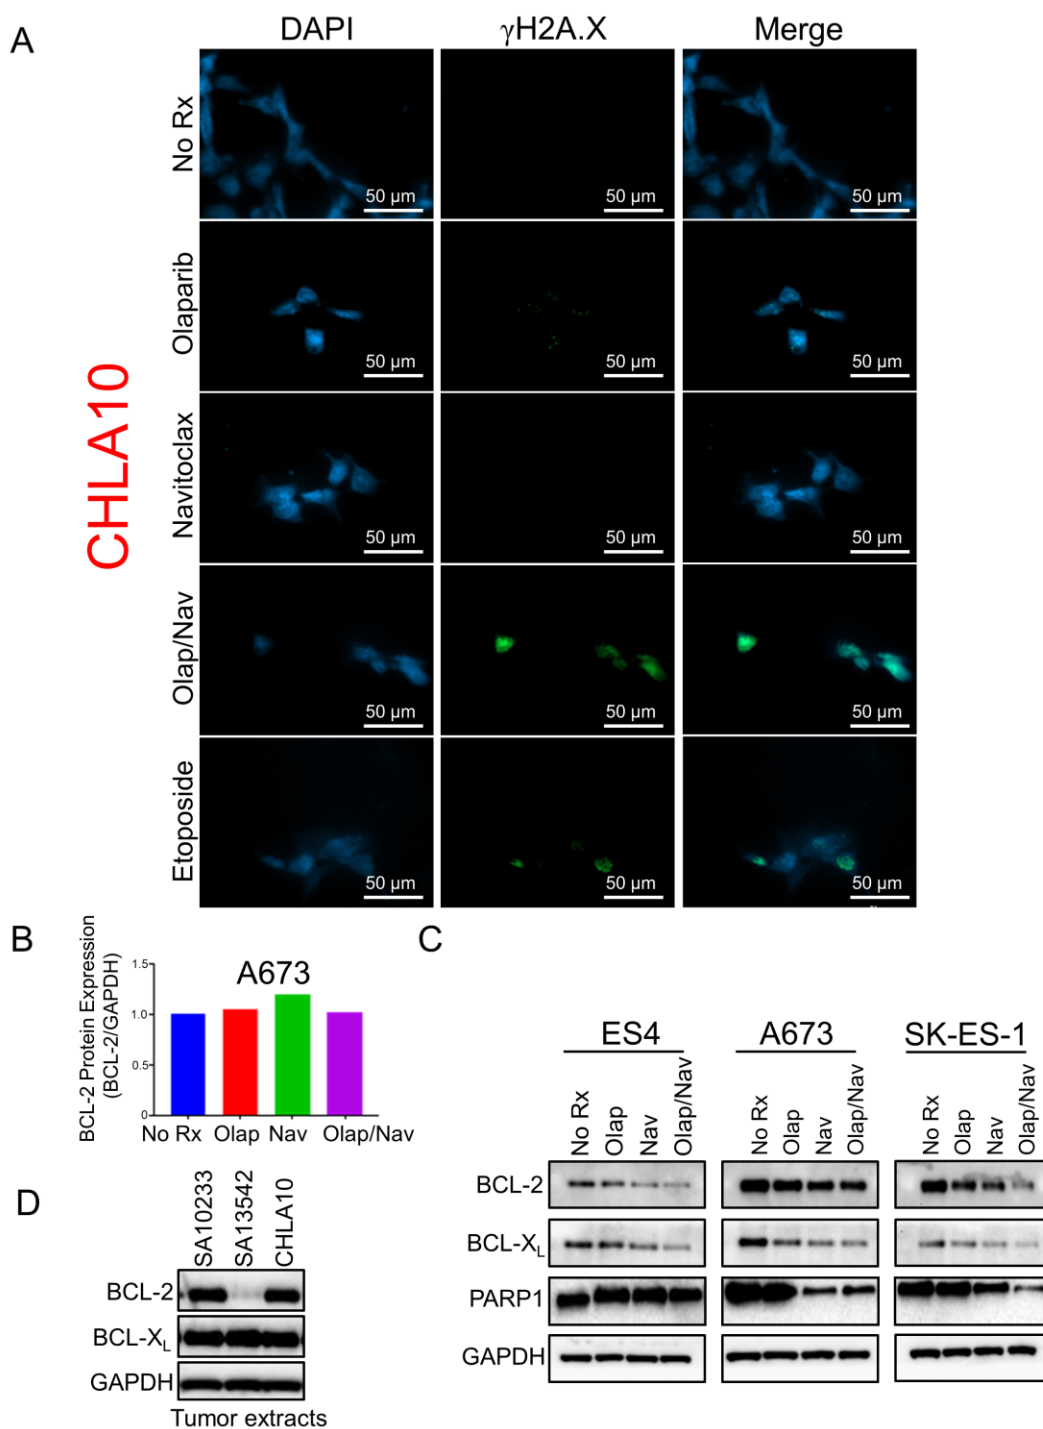 A
DAPI γH2A.X Merge
CHLA10
No Rx
50 µm 50 µm 50 µm
Olaparib
50 µm 50 µm 50 µm
Navitoclax
50 µm 50 µm 50 µm
Olap/Nav
50 µm 50 µm 50 µm
Etoposide
50 µm 50 µm 50 µm
B
BCL-2 Protein Expression
(BCL-2/GAPDH)
A673
1.5
1.0
0.5
0
No Rx Olap Nav Olap/Nav
C
ES4 A673 SK-ES-1
No Rx Olap Nav Olap/Nav No Rx Olap Nav Olap/Nav No Rx Olap Nav Olap/Nav
BCL-2
BCL-XL
PARP1
GAPDH
D
SA10233 SA13542 CHLA10
BCL-2
BCL-XL
GAPDH
Tumor extracts